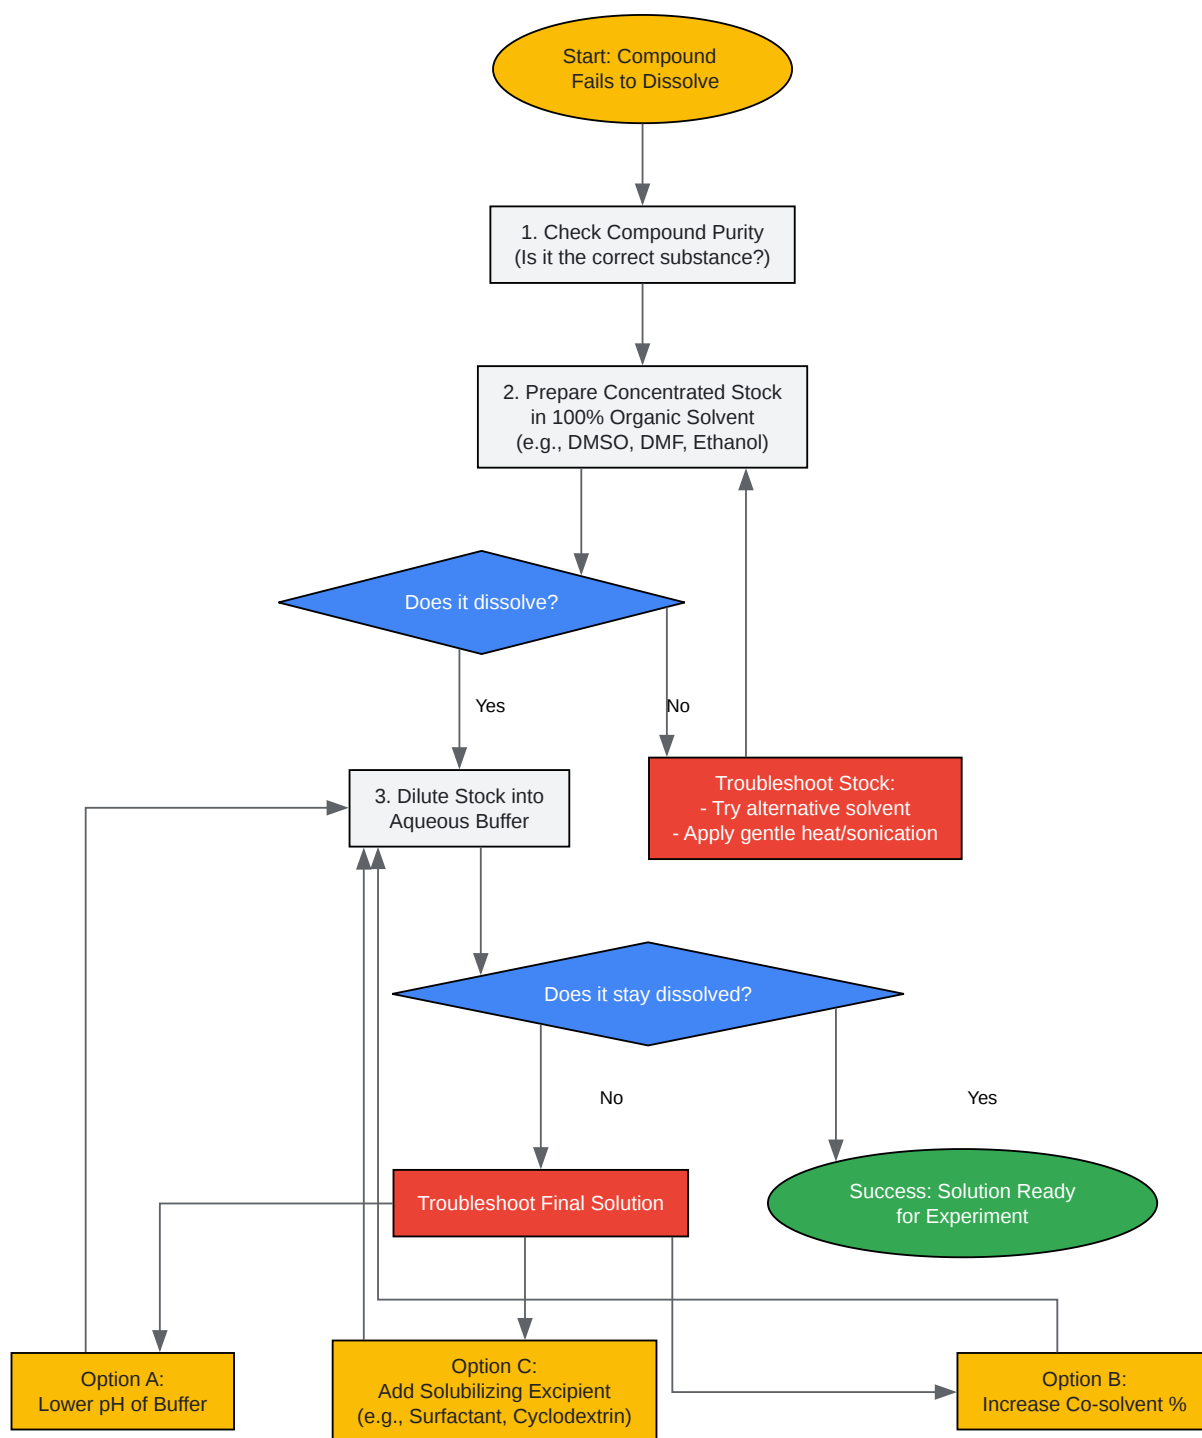 Start: Compound
Fails to Dissolve
1. Check Compound Purity
(Is it the correct substance?)
2. Prepare Concentrated Stock
in 100% Organic Solvent
(e.g., DMSO, DMF, Ethanol)
Does it dissolve?
Yes
No
Troubleshoot Stock:
- Try alternative solvent
- Apply gentle heat/sonication
3. Dilute Stock into
Aqueous Buffer
Does it stay dissolved?
No
Yes
Troubleshoot Final Solution
Success: Solution Ready
for Experiment
Option A:
Lower pH of Buffer
Option C:
Add Solubilizing Excipient
(e.g., Surfactant, Cyclodextrin)
Option B:
Increase Co-solvent %